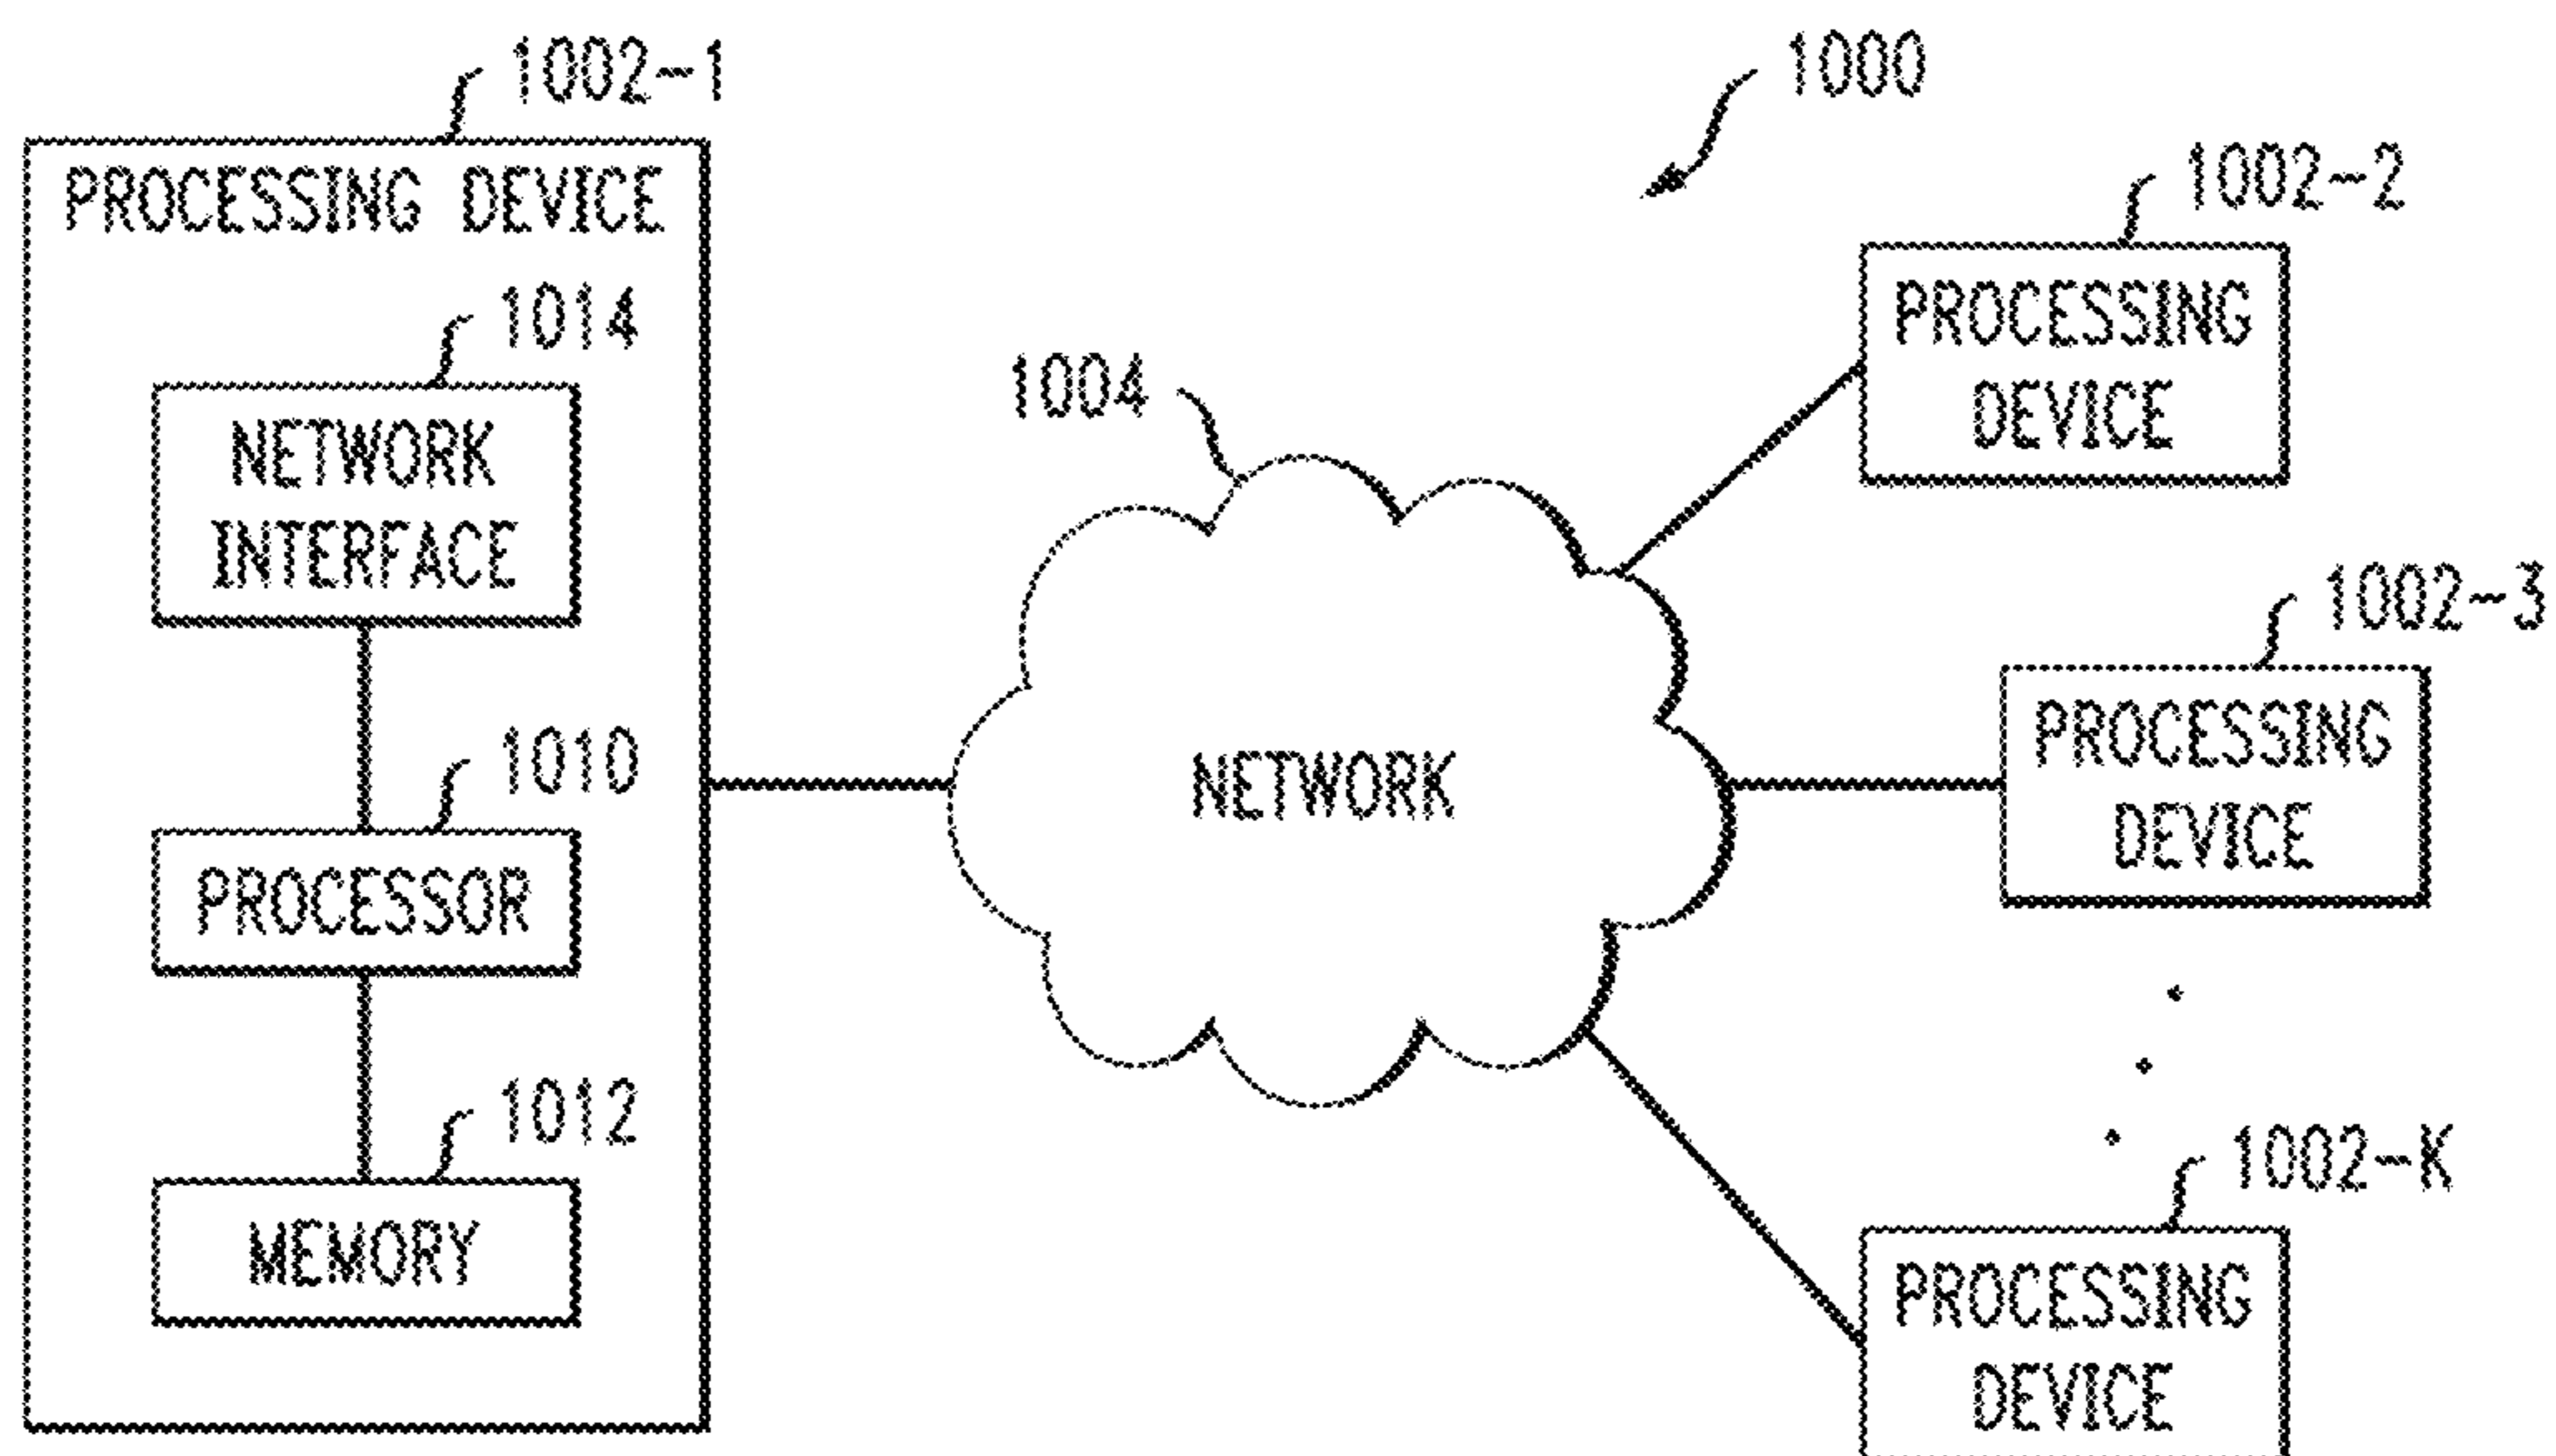 1002-1
PROCESSING DEVICE
1014
NETWORK
INTERFACE
1010
PROCESSOR
1012
MEMORY
1004
NETWORK
1000
1002-2
PROCESSING
DEVICE
1002-3
PROCESSING
DEVICE
1002-K
PROCESSING
DEVICE